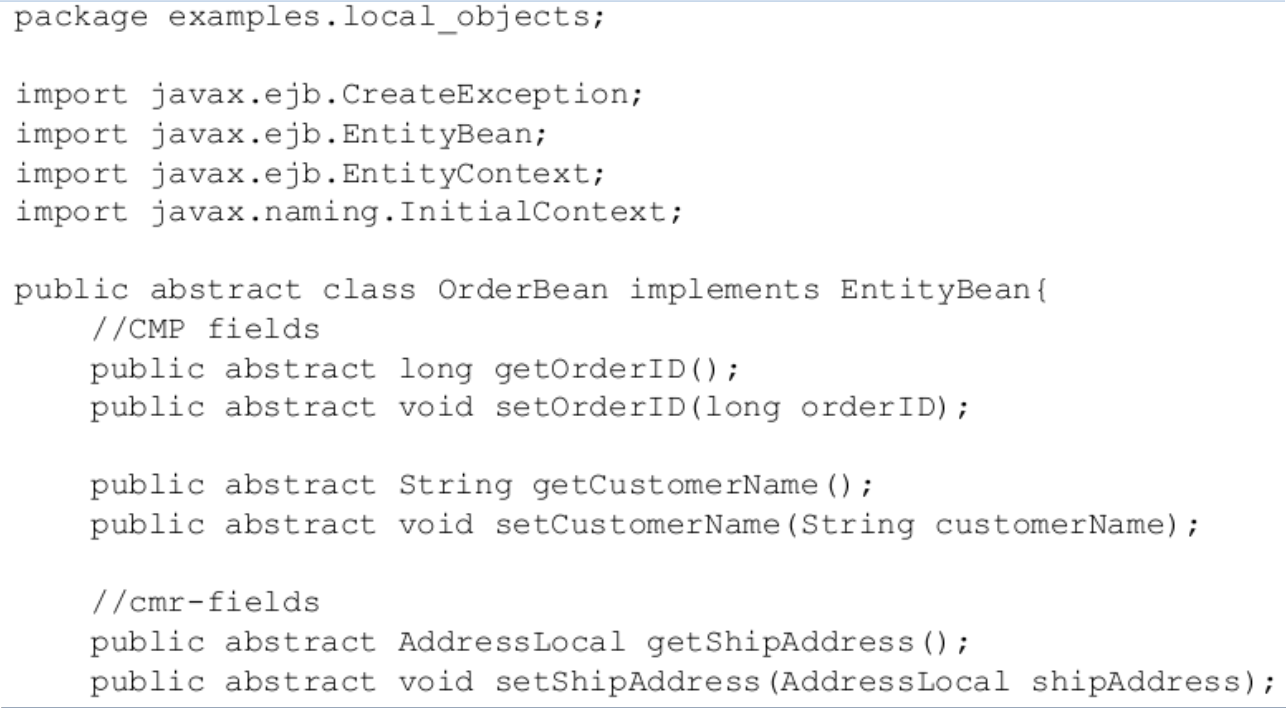 package examples.local_objects;
import javax.ejb.CreateException;
import javax.ejb.EntityBean;
import javax.ejb.EntityContext;
import javax.naming.InitialContext;
public abstract class OrderBean implements EntityBean{
//CMP fields
public abstract long getOrderID();
public abstract void setOrderID(long orderID);
public abstract String getCustomerName();
public abstract void setCustomerName(String customerName);
//cmr-fields
public abstract AddressLocal getShipAddress();
public abstract void setShipAddress(AddressLocal shipAddress);